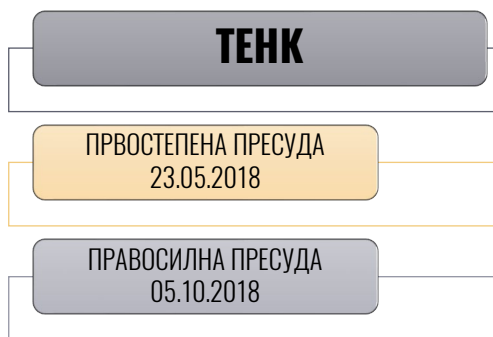 ТЕНК
ПРВОСТЕПЕНА ПРЕСУДА
23.05.2018
ПРАВОСИЛНА ПРЕСУДА
05.10.2018